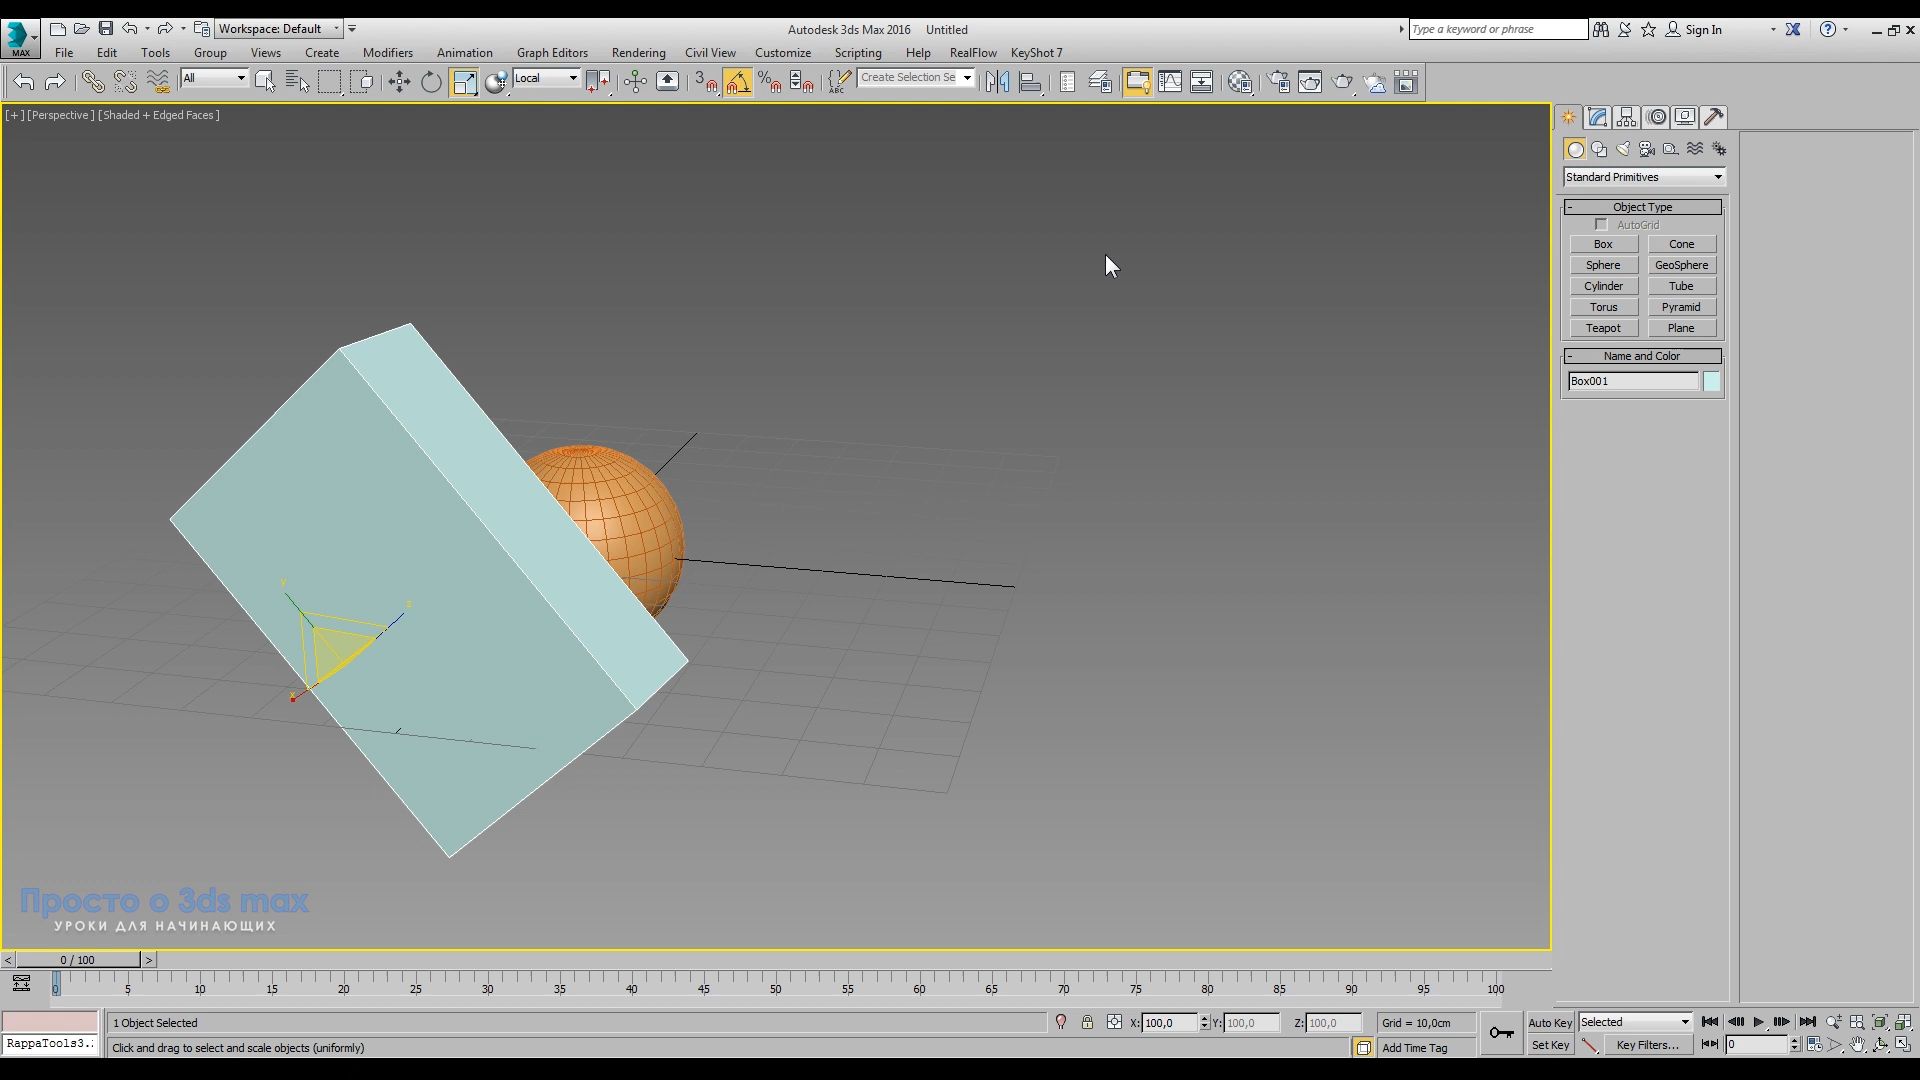 MAX
Workspace: Default
Autodesk 3ds Max 2016 Untitled
Type a keyword or phrase
Sign In
File Edit Tools Group Views Create Modifiers Animation Graph Editors Rendering Civil View Customize Scripting Help RealFlow KeyShot 7
All
Local
3
%
ABC
Create Selection Se
[+] [Perspective ] [Shaded + Edged Faces ]
Standard Primitives
- Object Type
AutoGrid
Box Cone
Sphere GeoSphere
Cylinder Tube
Torus Pyramid
Teapot Plane
- Name and Color
Box001
y
z
x
Просто о 3ds max
УРОКИ ДЛЯ НАЧИНАЮЩИХ
< 0 / 100 >
0 5 10 15 20 25 30 35 40 45 50 55 60 65 70 75 80 85 90 95 100
1 Object Selected
X: 100,0 Y: 100,0 Z: 100,0
Grid = 10,0cm
Auto Key
Selected
RappaTools3.
Click and drag to select and scale objects (uniformly)
Add Time Tag
Set Key
Key Filters...
0